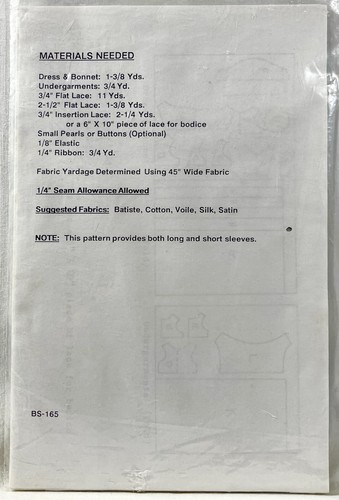 MATERIALS NEEDED
Dress & Bonnet: 1-3/8 Yds.
Undergarments: 3/4 Yd.
3/4" Flat Lace: 11 Yds.
2-1/2" Flat Lace: 1-3/8 Yds.
3/4" Insertion Lace: 2-1/4 Yds.
or a 6" X 10" piece of lace for bodice
Small Pearls or Buttons (Optional)
1/8" Elastic
1/4" Ribbon: 3/4 Yd.
Fabric Yardage Determined Using 45" Wide Fabric
1/4" Seam Allowance Allowed
Suggested Fabrics: Batiste, Cotton, Voile, Silk, Satin
NOTE: This pattern provides both long and short sleeves.
BS-165